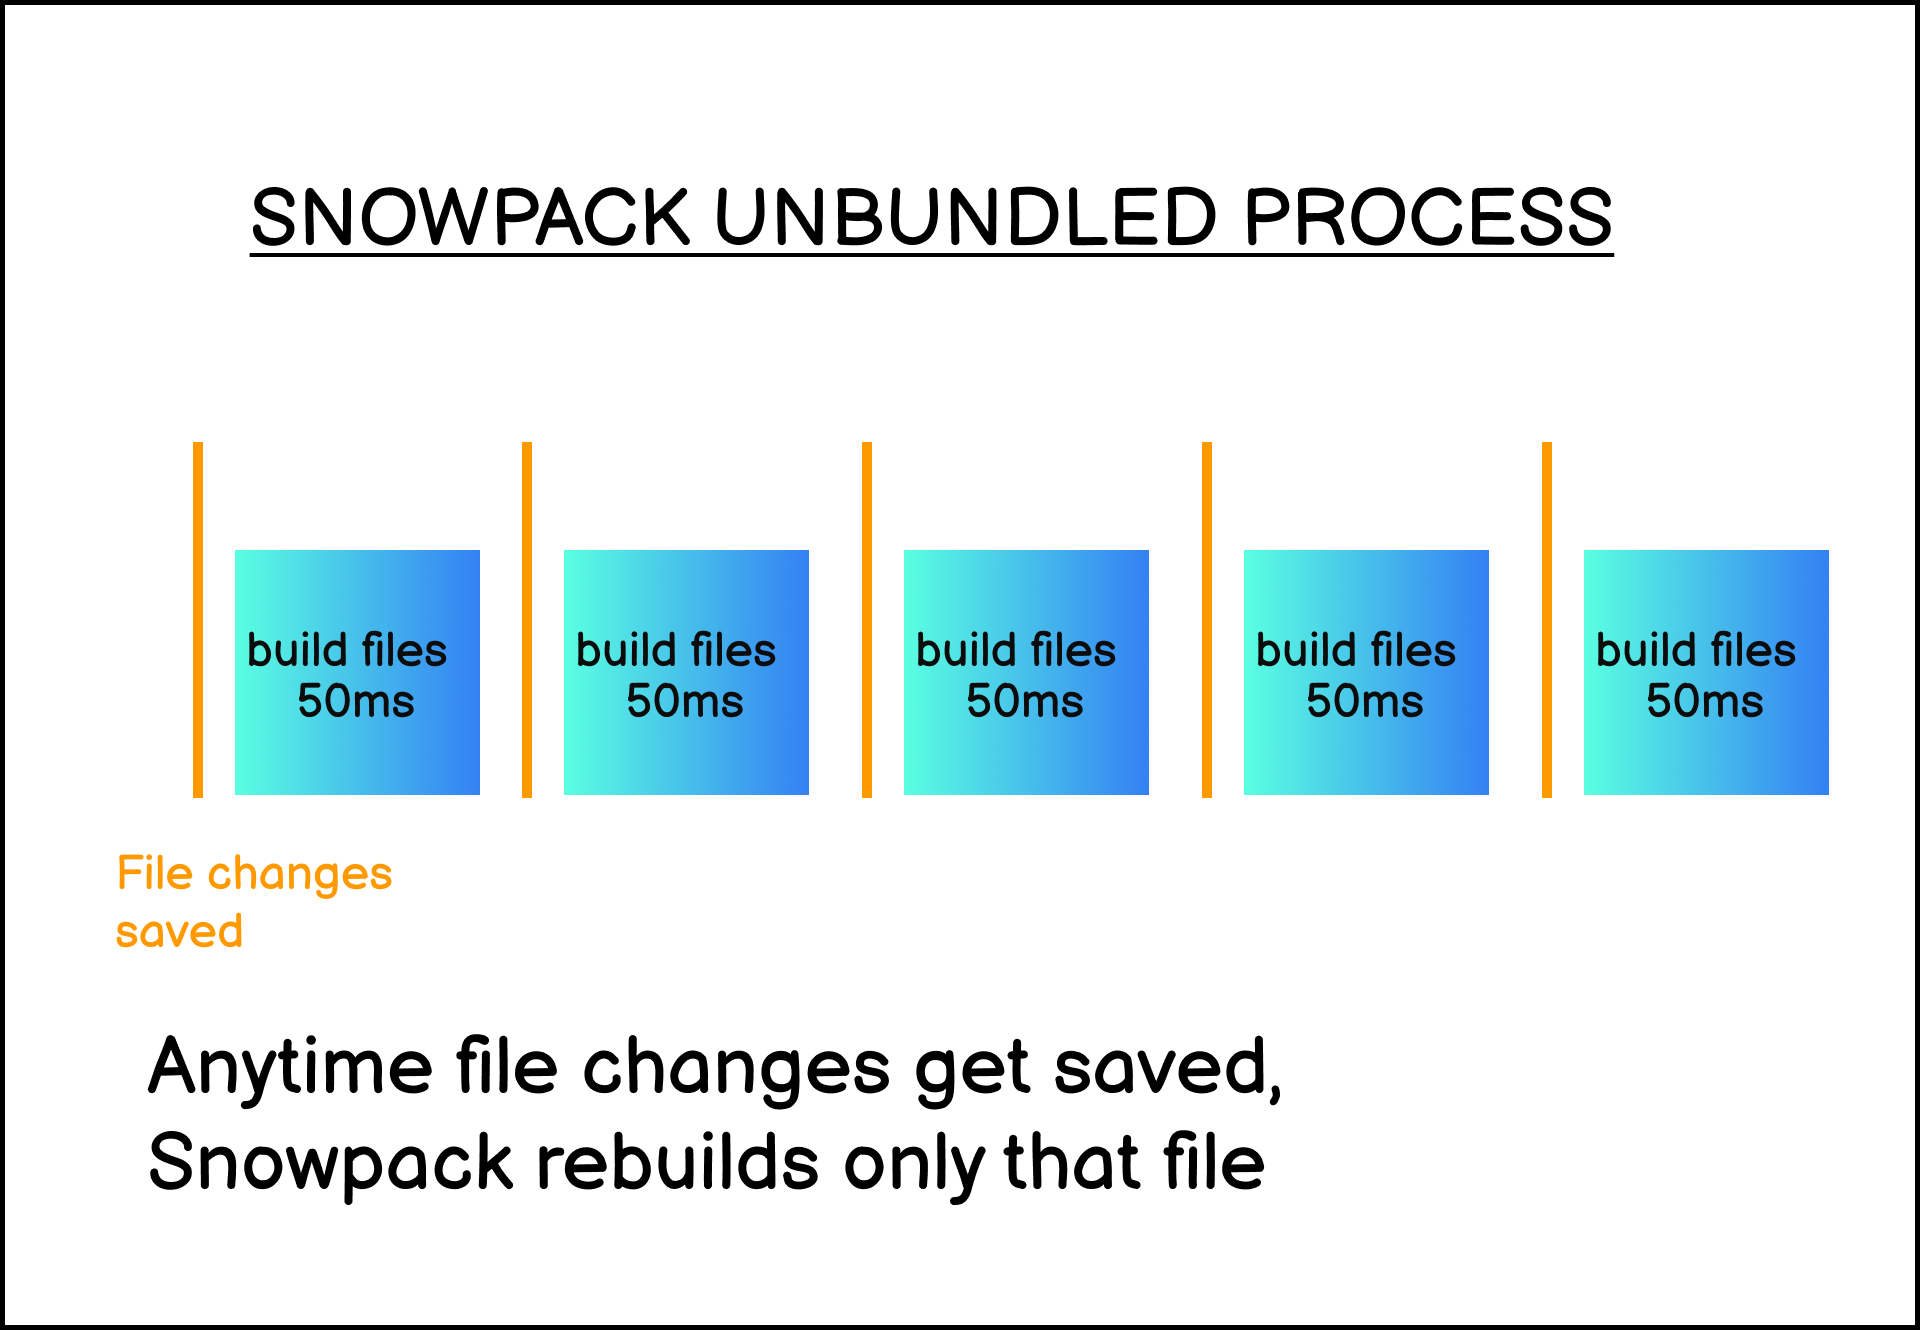 SNOWPACK UNBUNDLED PROCESS
build files
50ms
build files
50ms
build files
50ms
build files
50ms
build files
50ms
File changes
saved
Anytime file changes get saved,
Snowpack rebuilds only that file